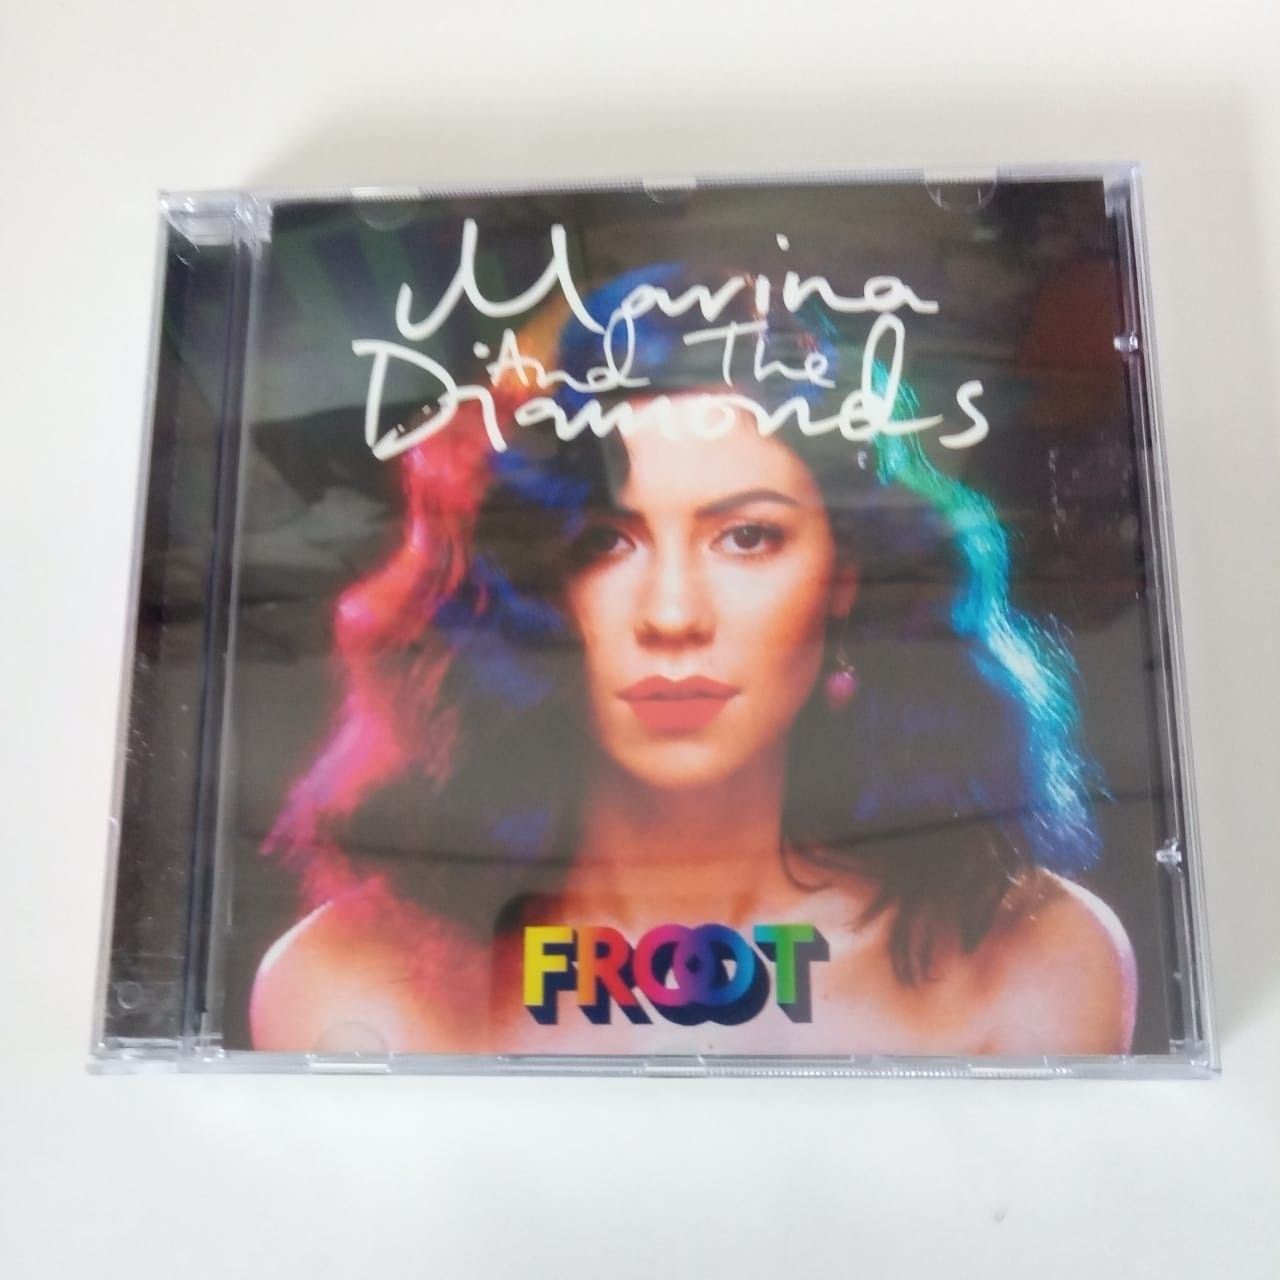 Marina
And The
Diamonds
FROOT